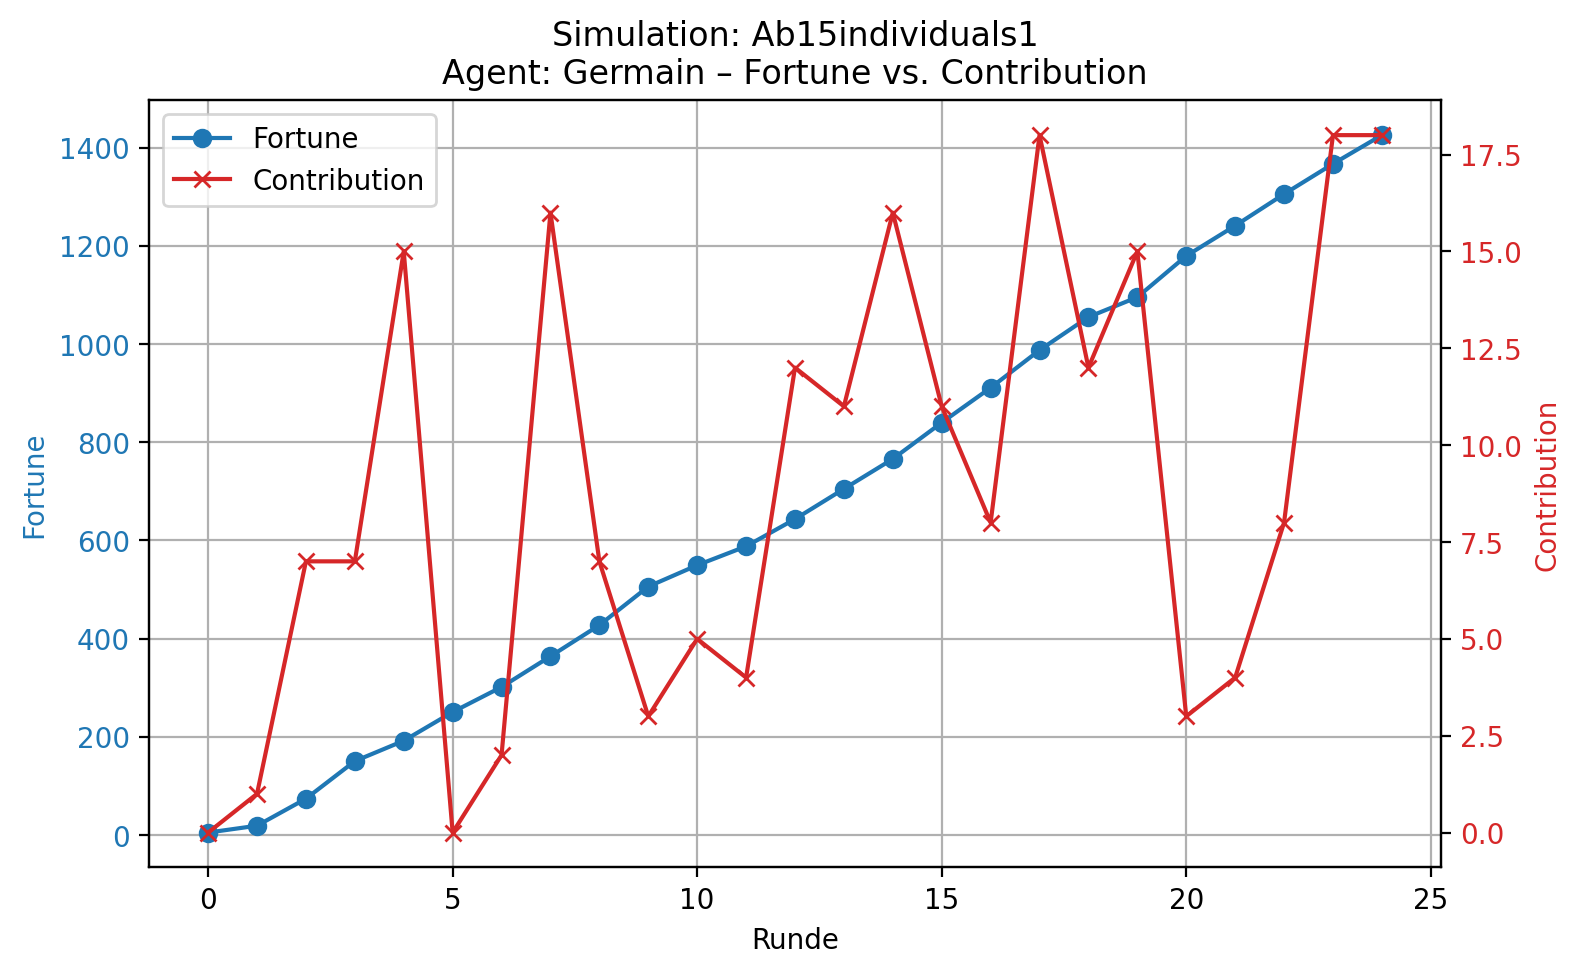 Simulation: Ab15individuals1
Agent: Germain – Fortune vs. Contribution
Fortune
Contribution
1400
1200
1000
800
600
400
200
0
Fortune
17.5
15.0
12.5
10.0
7.5
5.0
2.5
0.0
Contribution
0 5 10 15 20 25
Runde